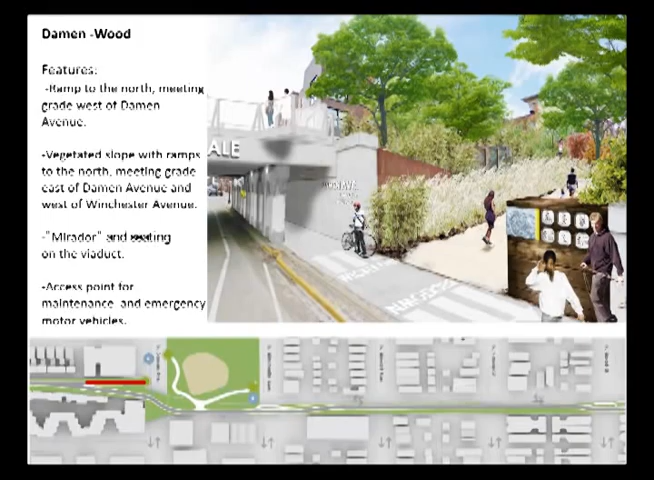 Damen -Wood
Features:
-Ramp to the north, meeting
grade west of Damen
Avenue.
-Vegetated slope with ramps
to the north, meeting grade
east of Damen Avenue and
west of Winchester Avenue.
-"Mirador" and seating
on the viaduct.
-Access point for
maintenance and emergency
motor vehicles.
ALE